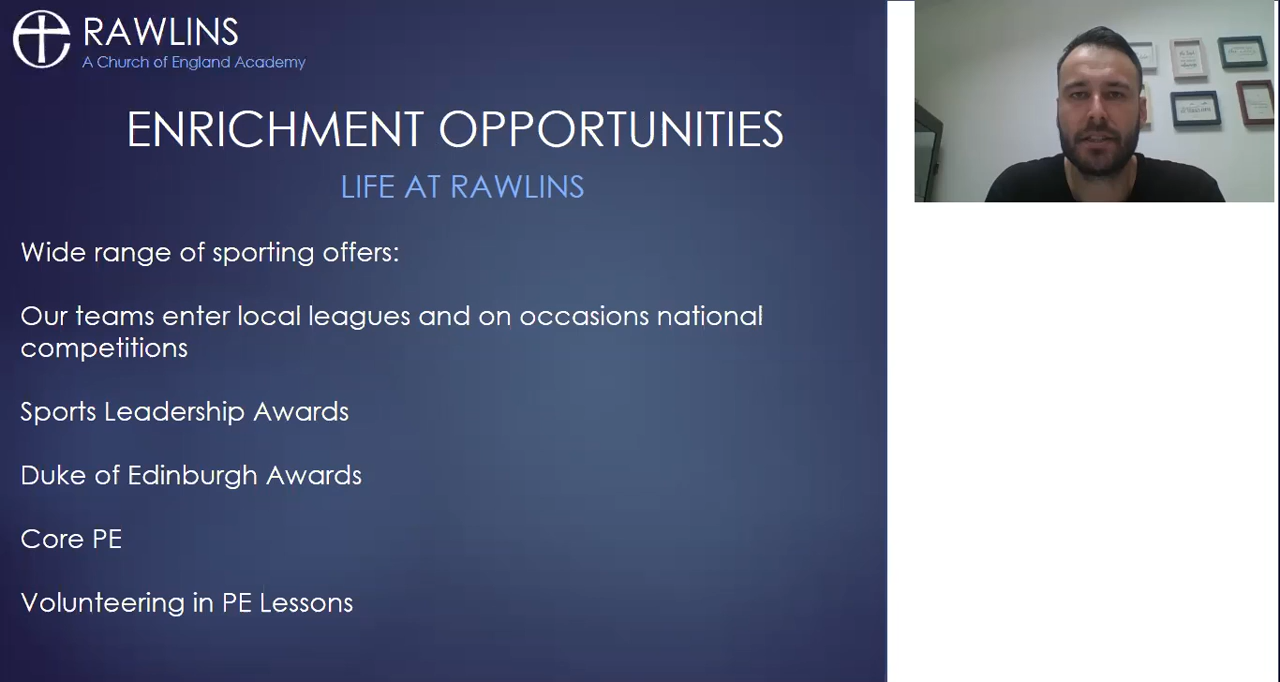 RAWLINS
A Church of England Academy
ENRICHMENT OPPORTUNITIES
LIFE AT RAWLINS
Wide range of sporting offers:
Our teams enter local leagues and on occasions national
competitions
Sports Leadership Awards
Duke of Edinburgh Awards
Core PE
Volunteering in PE Lessons